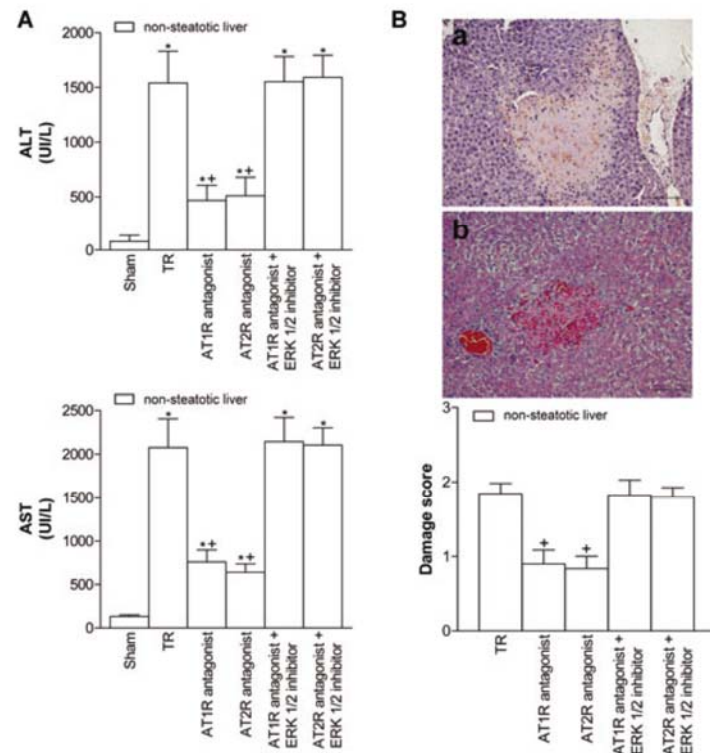 A
non-steatotic liver
2000
1500
1000
500
0
ALT
(UI/L)
*
*+
*+
*
*
Sham
TR
AT1R antagonist
AT2R antagonist
AT1R antagonist +
ERK 1/2 inhibitor
AT2R antagonist +
ERK 1/2 inhibitor
non-steatotic liver
2500
2000
1500
1000
500
0
AST
(UI/L)
*
*+
*+
*
*
Sham
TR
AT1R antagonist
AT2R antagonist
AT1R antagonist +
ERK 1/2 inhibitor
AT2R antagonist +
ERK 1/2 inhibitor
B
a
b
non-steatotic liver
3
2
1
0
Damage score
+
+
TR
AT1R antagonist
AT2R antagonist
AT1R antagonist +
ERK 1/2 inhibitor
AT2R antagonist +
ERK 1/2 inhibitor